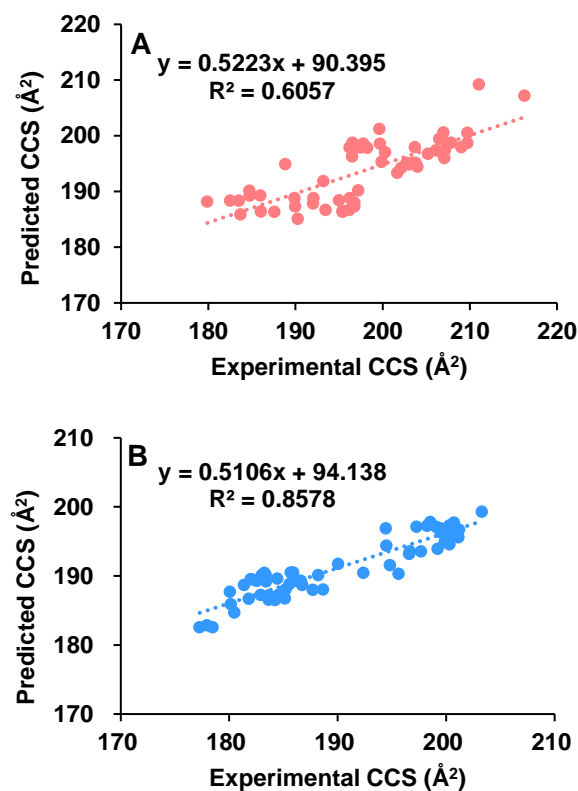 A
y = 0.5223x + 90.395
R² = 0.6057
Predicted CCS (Å²)
220
210
200
190
180
170
170 180 190 200 210 220
Experimental CCS (Å²)
B
y = 0.5106x + 94.138
R² = 0.8578
Predicted CCS (Å²)
210
200
190
180
170
170 180 190 200 210
Experimental CCS (Å²)